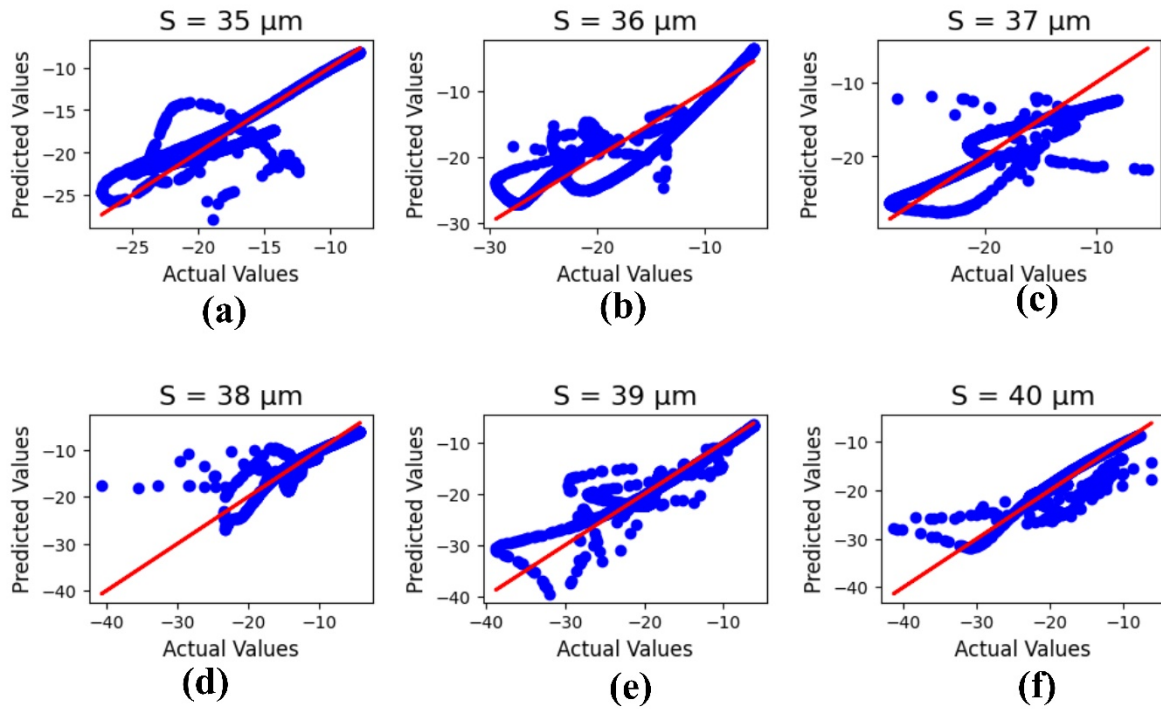 S = 35 μm
S = 36 μm
S = 37 μm
Predicted Values
−10
−15
−20
−25
−25
−20
−15
−10
Actual Values
(a)
Predicted Values
−10
−20
−30
−30
−20
−10
Actual Values
(b)
Predicted Values
−10
−20
−20
−10
Actual Values
(c)
S = 38 μm
S = 39 μm
S = 40 μm
Predicted Values
−10
−20
−30
−40
−40
−30
−20
−10
Actual Values
(d)
Predicted Values
−10
−20
−30
−40
−40
−30
−20
−10
Actual Values
(e)
Predicted Values
−10
−20
−30
−40
−40
−30
−20
−10
Actual Values
(f)